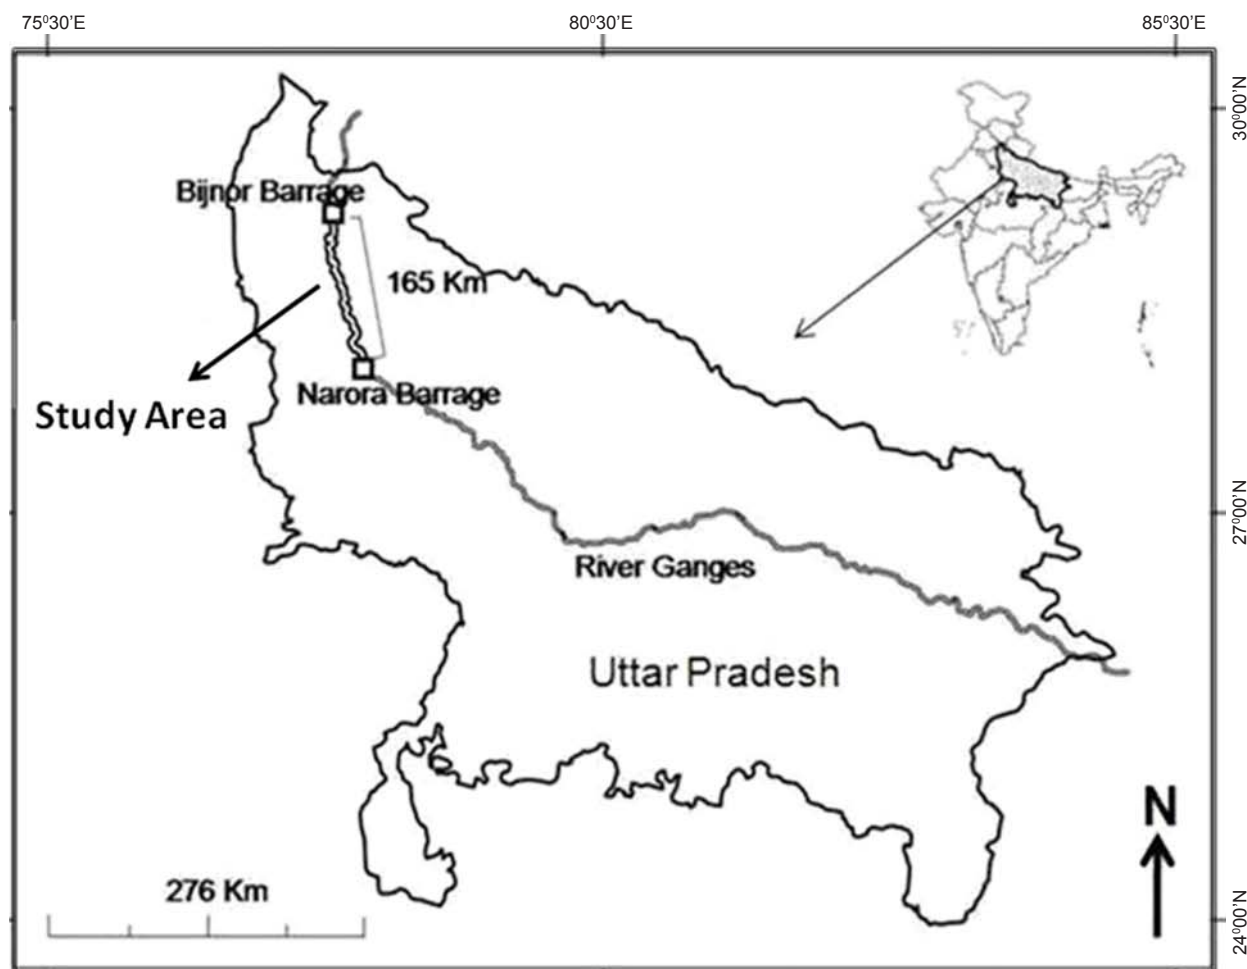 75⁰30'E
80⁰30'E
85⁰30'E
30⁰00'N
Bijnor Barrage
165 Km
Narora Barrage
Study Area
27⁰00'N
River Ganges
Uttar Pradesh
N
276 Km
24⁰00'N